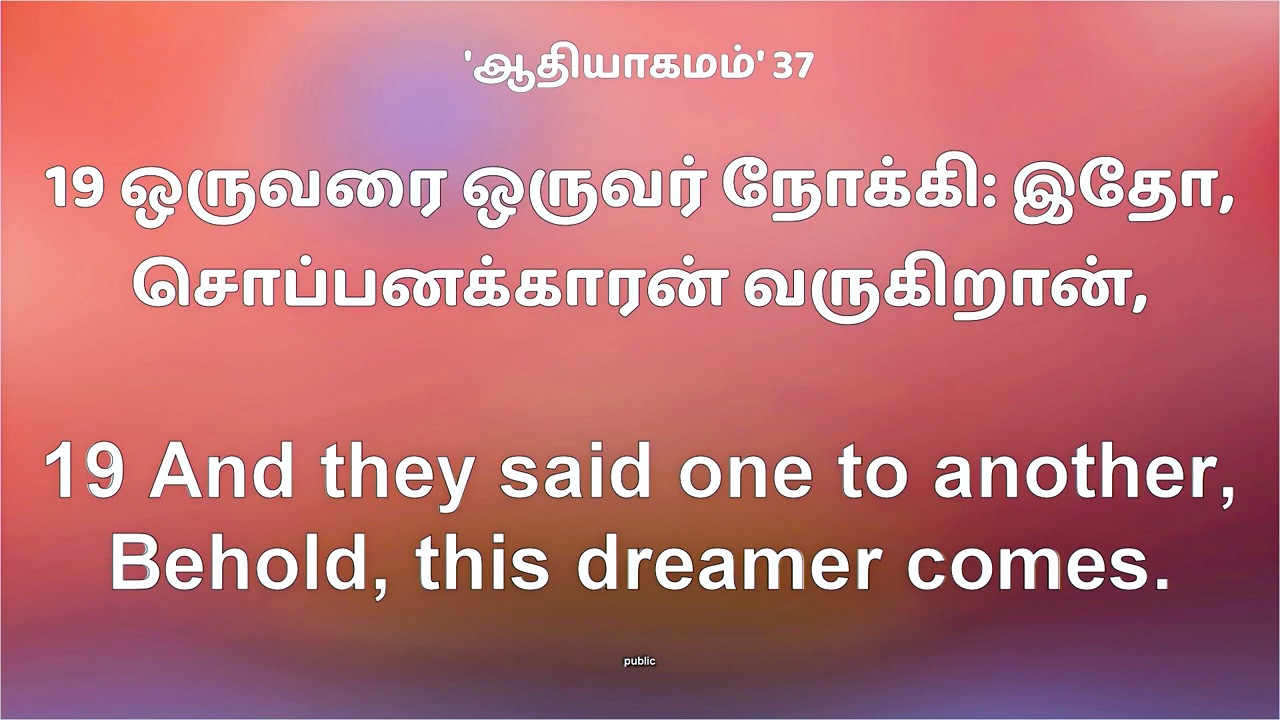 'ஆதியாகமம்' 37
19 ஒருவரை ஒருவர் நோக்கி: இதோ,
சொப்பனக்காரன் வருகிறான்,
19 And they said one to another,
Behold, this dreamer comes.
public